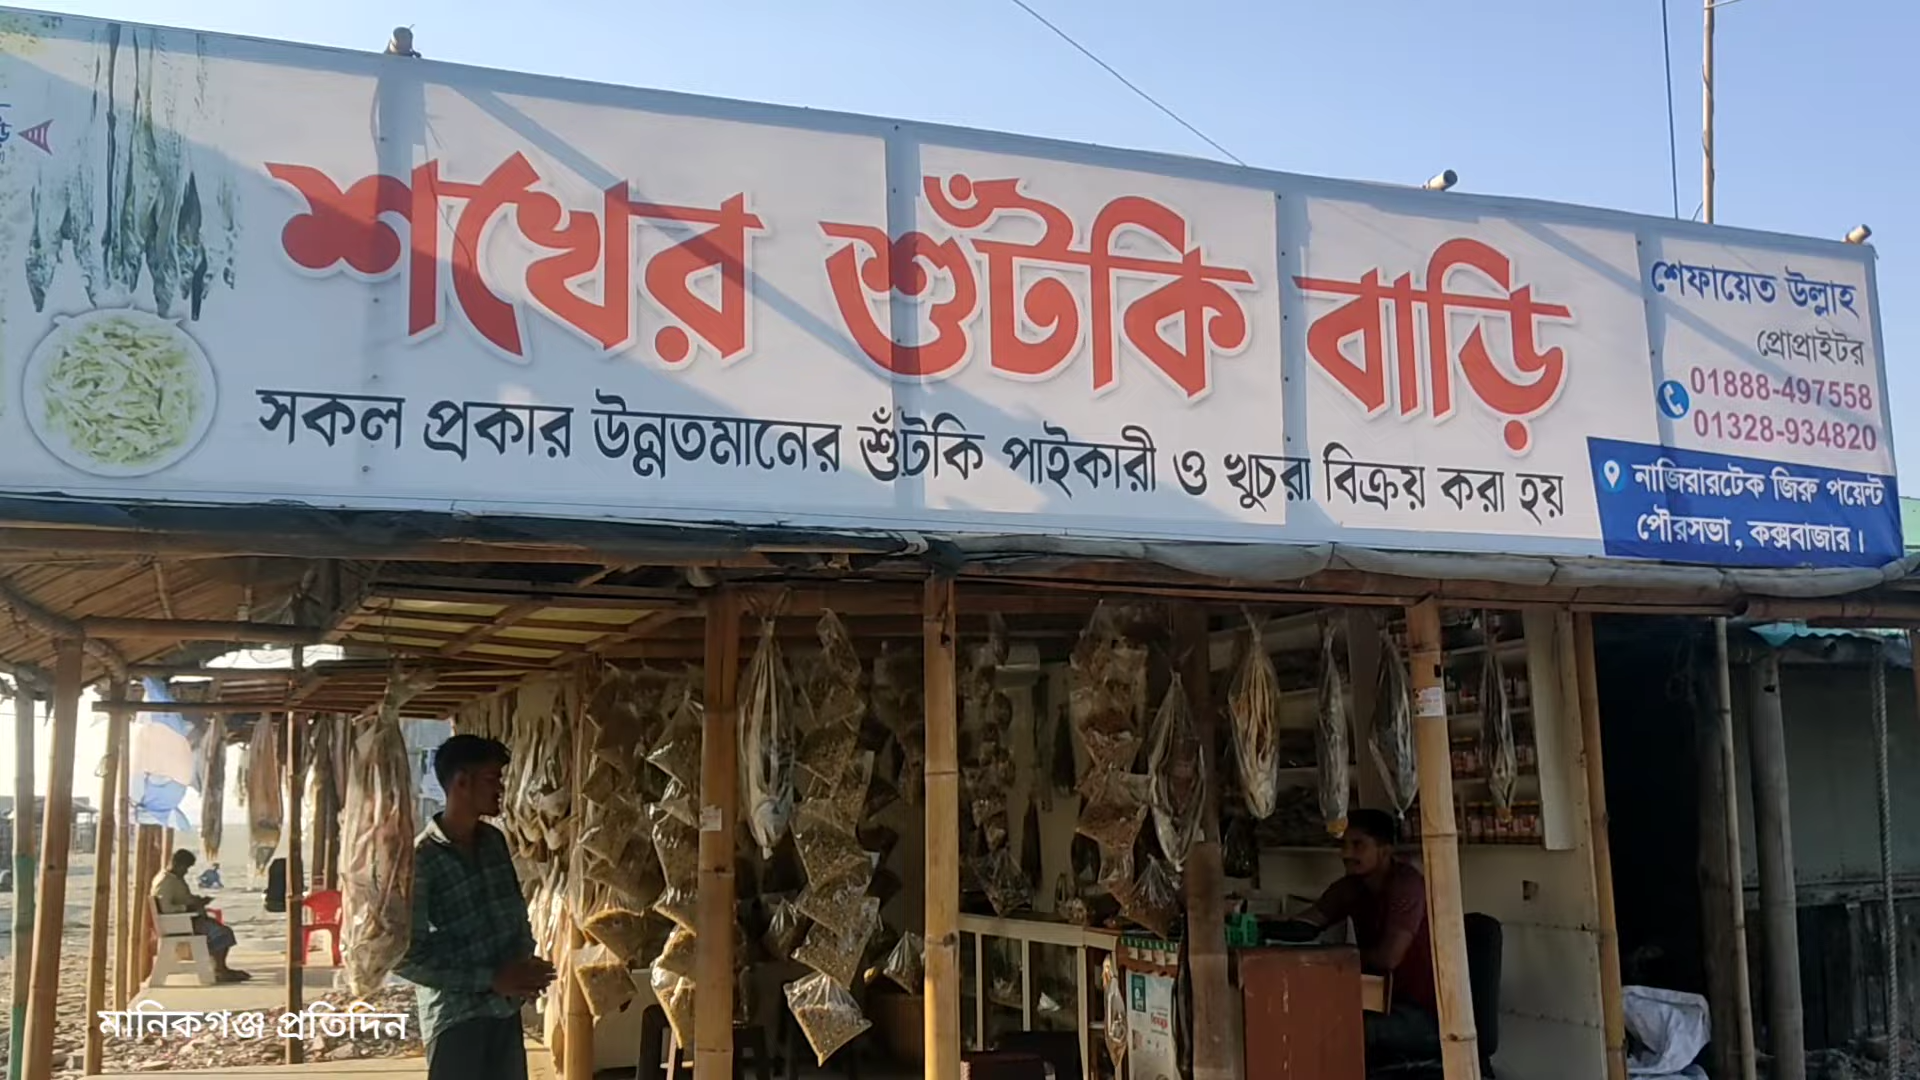 শখের শুঁটকি বাড়ি
সকল প্রকার উন্নতমানের শুঁটকি পাইকারী ও খুচরা বিক্রয় করা হয়
শেফায়েত উল্লাহ
প্রোপ্রাইটর
01888-497558
01328-934820
নাজিরারটেক জিরু পয়েন্ট
পৌরসভা, কক্সবাজার।
মানিকগঞ্জ প্রতিদিন